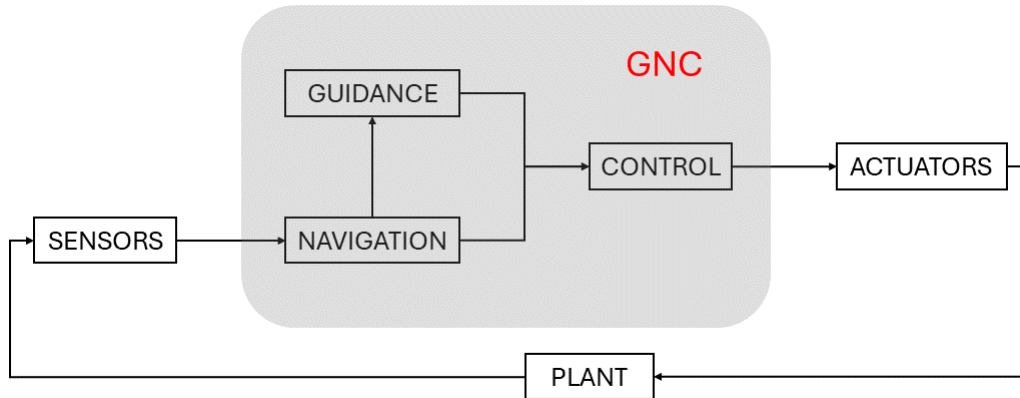 GNC
GUIDANCE
CONTROL
ACTUATORS
SENSORS
NAVIGATION
PLANT